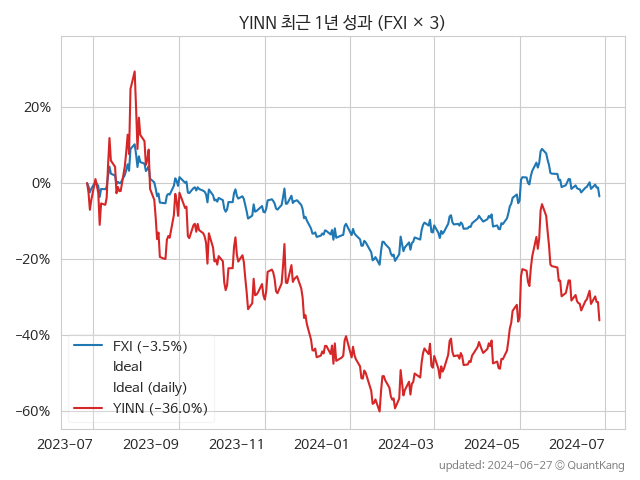 YINN 최근 1년 성과 (FXI × 3)
20%
0%
−20%
−40%
−60%
FXI (−3.5%)
Ideal
Ideal (daily)
YINN (−36.0%)
2023-07 2023-09 2023-11 2024-01 2024-03 2024-05 2024-07
updated: 2024-06-27 © QuantKang